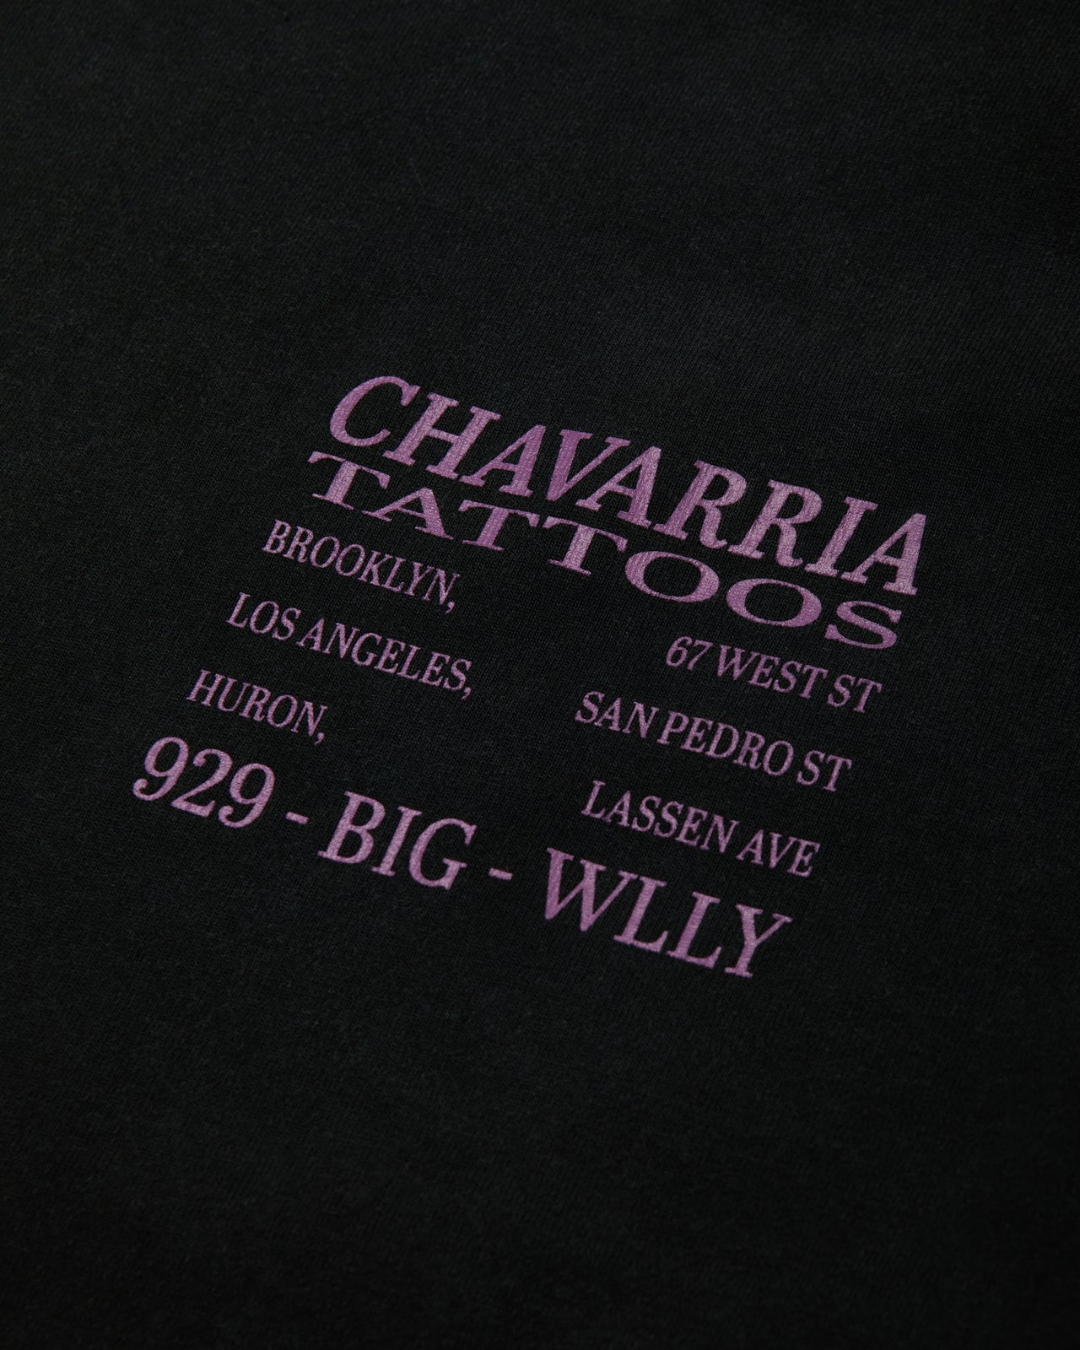 CHAVARRIA
TATTOOS
BROOKLYN, 67 WEST ST
LOS ANGELES, SAN PEDRO ST
HURON, LASSEN AVE
929 - BIG - WLLY